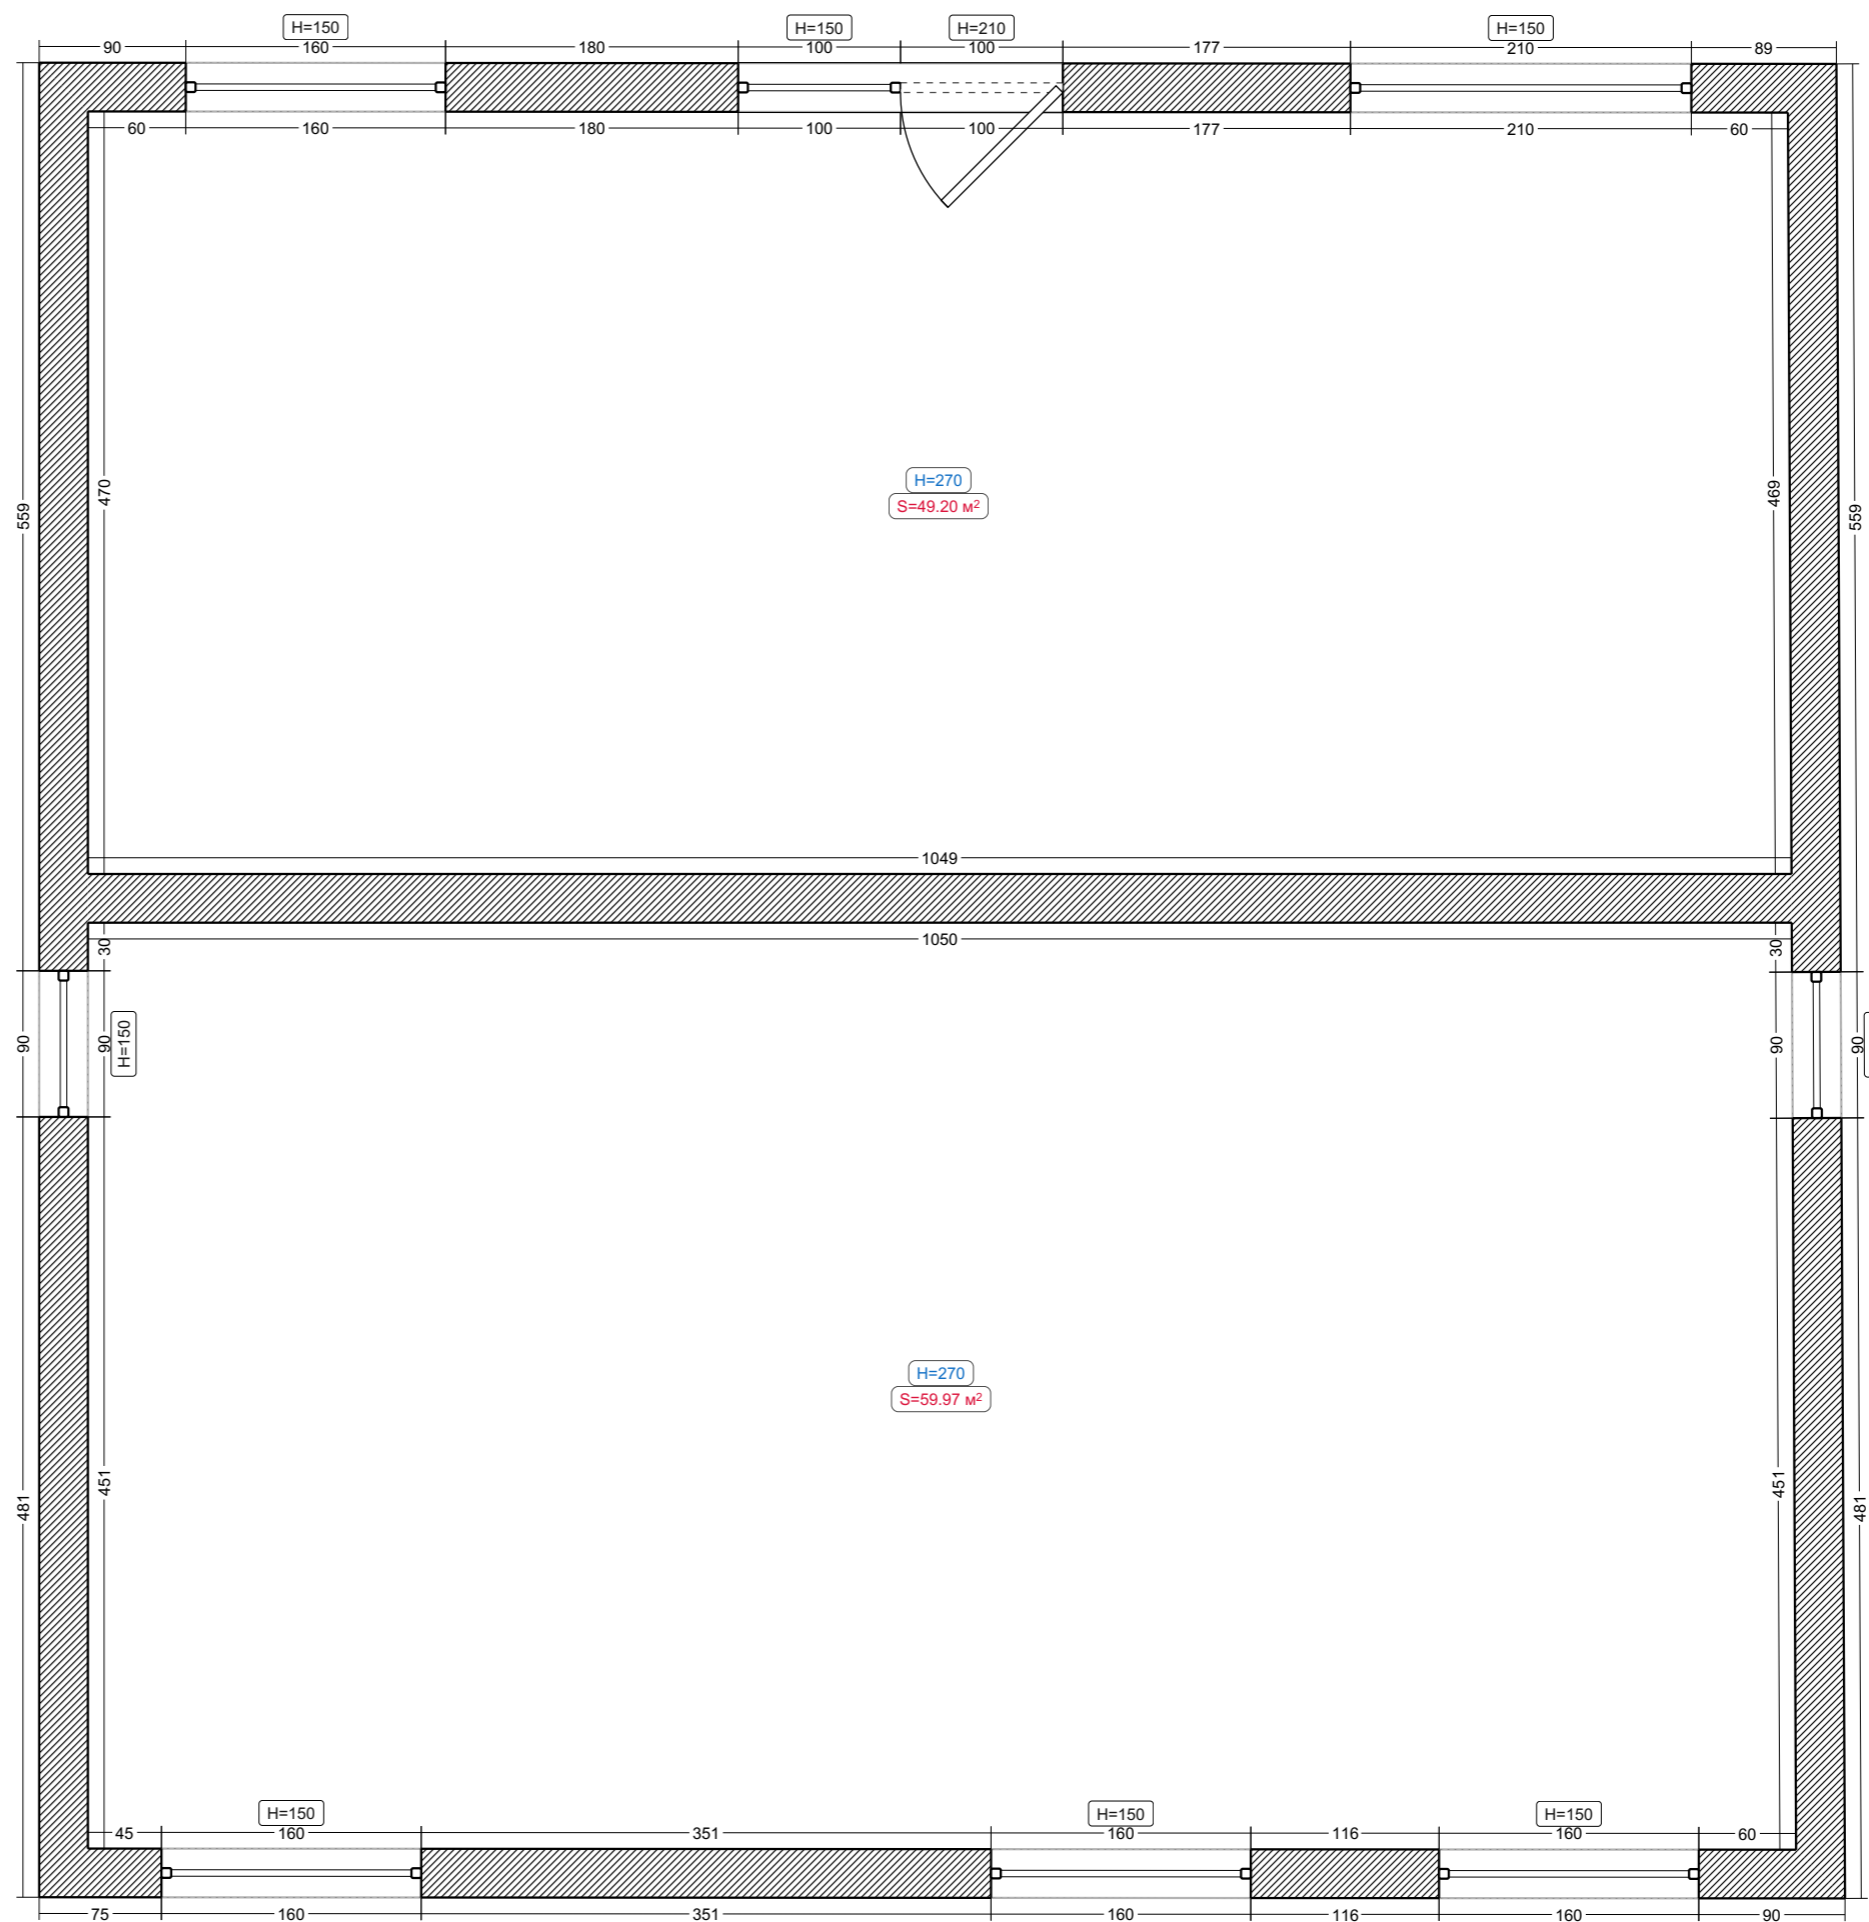 H=150 H=150 H=210 H=150
90 160 180 100 100 177 210 89
60 160 180 100 100 177 210 60
H=270
470 469
S=49.20 м²
559 559
1049
1050
30 30
90 90 H=150 90 90
H=270
S=59.97 м²
451 451
481 481
H=150 H=150 H=150
45 160 351 160 116 160 60
75 160 351 160 116 160 90